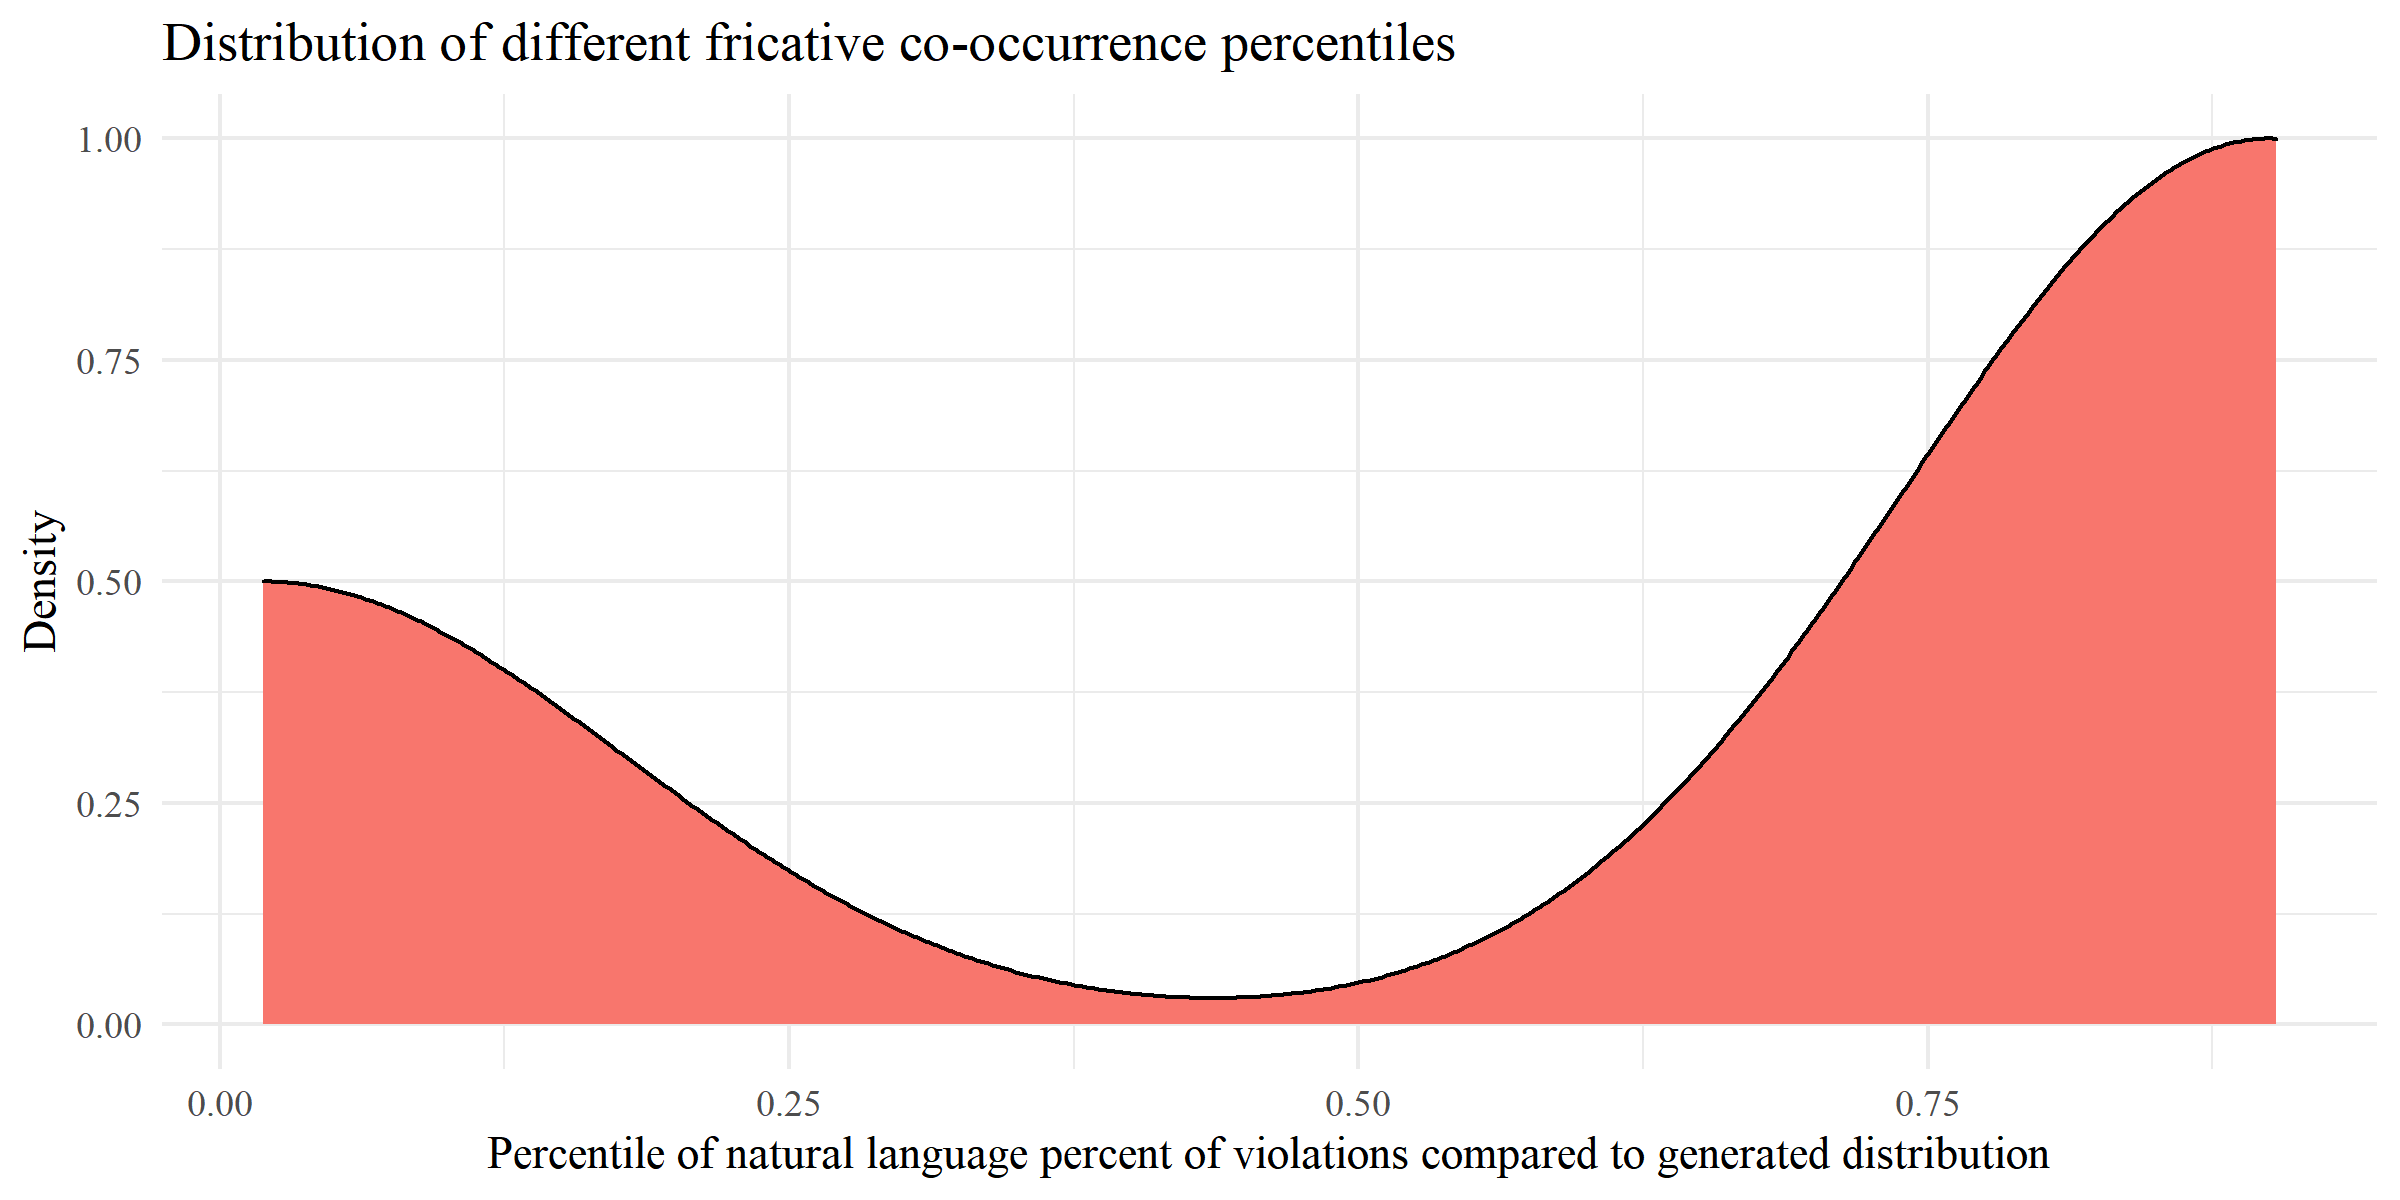 Distribution of different fricative co-occurrence percentiles
1.00
0.75
0.50
0.25
0.00
Density
0.00 0.25 0.50 0.75
Percentile of natural language percent of violations compared to generated distribution